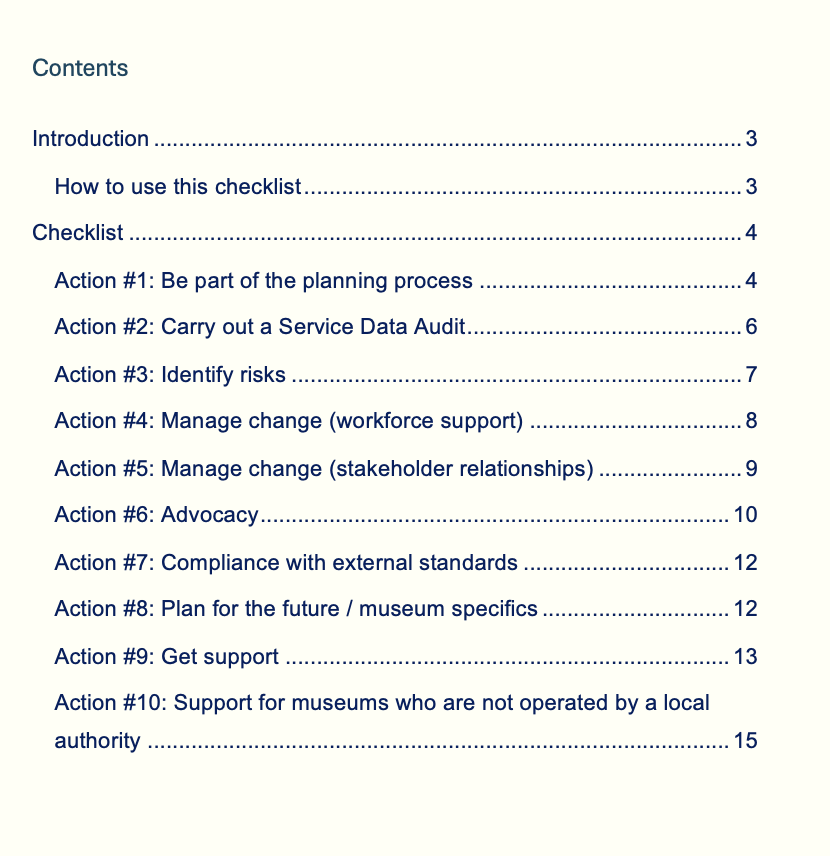 Contents
Introduction .................................................................................................. 3
How to use this checklist......................................................................... 3
Checklist ...................................................................................................... 4
Action #1: Be part of the planning process ............................................ 4
Action #2: Carry out a Service Data Audit.............................................. 6
Action #3: Identify risks ........................................................................... 7
Action #4: Manage change (workforce support) ................................... 8
Action #5: Manage change (stakeholder relationships) ........................ 9
Action #6: Advocacy.............................................................................. 10
Action #7: Compliance with external standards .................................. 12
Action #8: Plan for the future / museum specifics ............................... 12
Action #9: Get support .......................................................................... 13
Action #10: Support for museums who are not operated by a local
authority ................................................................................................. 15